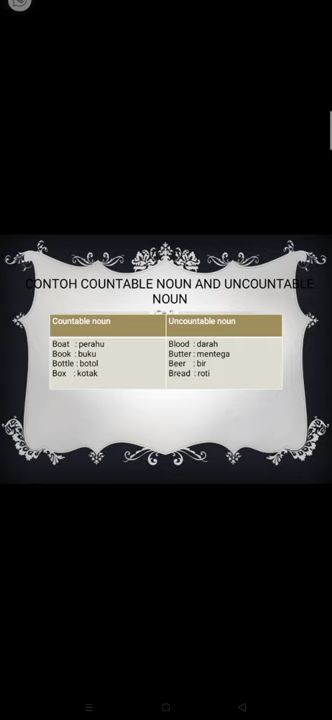 CONTOH COUNTABLE NOUN AND UNCOUNTABLE
NOUN
Countable noun
Uncountable noun
Boat : perahu
Book : buku
Bottle : botol
Box : kotak
Blood : darah
Butter : mentega
Beer : bir
Bread : roti